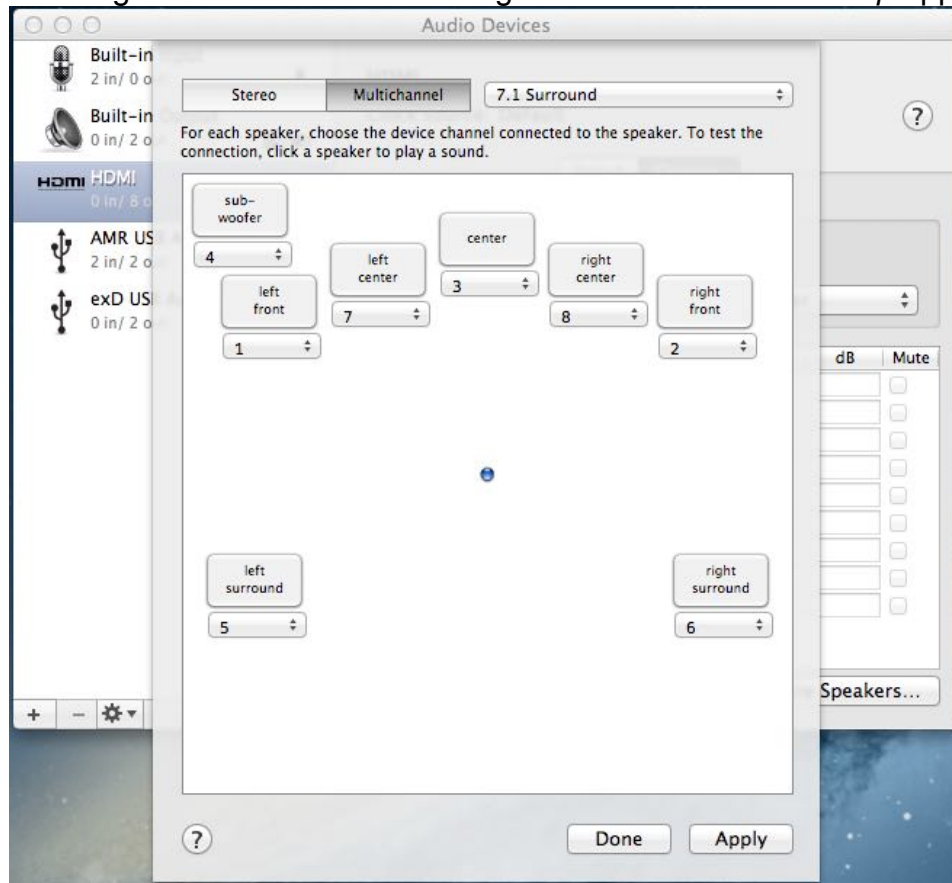 Audio Devices
Built-in Input
2 in/ 0 o
Built-in Output
0 in/ 2 o
HDMI HDMI
0 in/ 8 o
AMR US
2 in/ 2 o
exD US
0 in/ 2 o
Stereo
Multichannel
7.1 Surround
?
For each speaker, choose the device channel connected to the speaker. To test the
connection, click a speaker to play a sound.
sub-
woofer
4
left
front
1
left
center
7
center
3
right
center
8
right
front
2
left
surround
5
right
surround
6
dB
Mute
Speakers...
+
-
?
Done
Apply